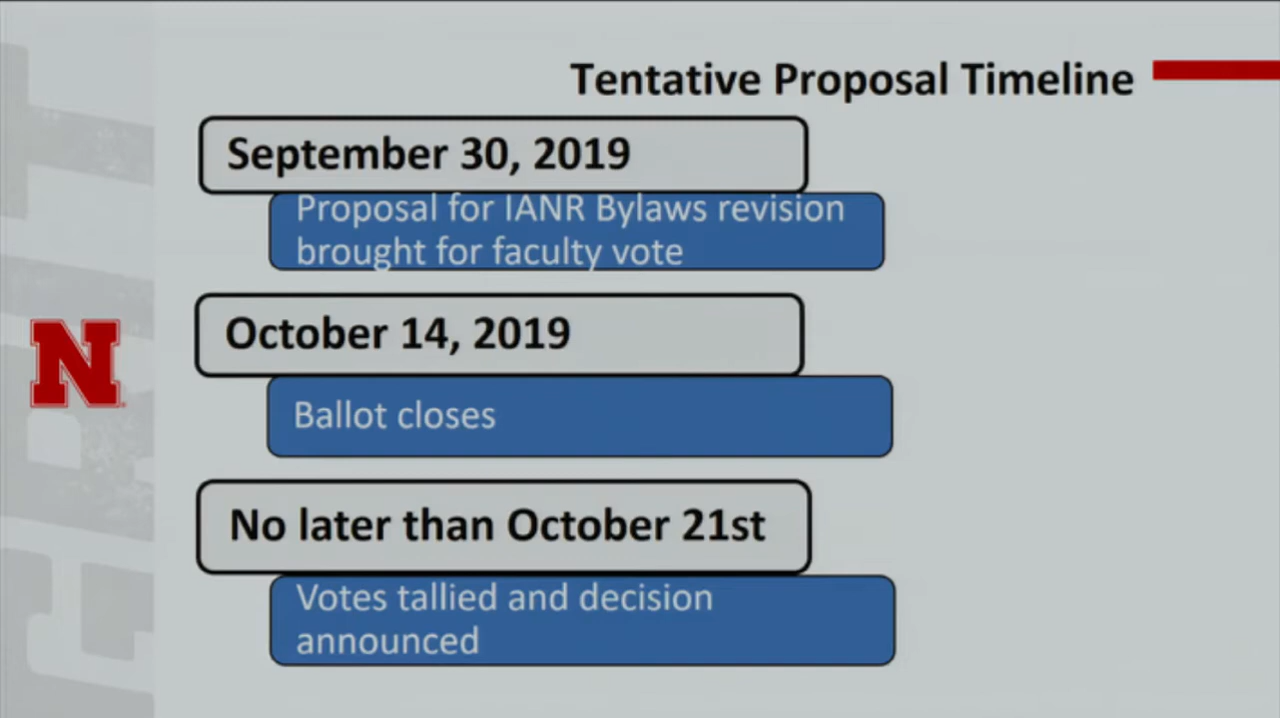 Tentative Proposal Timeline
September 30, 2019
Proposal for IANR Bylaws revision
brought for faculty vote
October 14, 2019
Ballot closes
No later than October 21st
Votes tallied and decision
announced
N